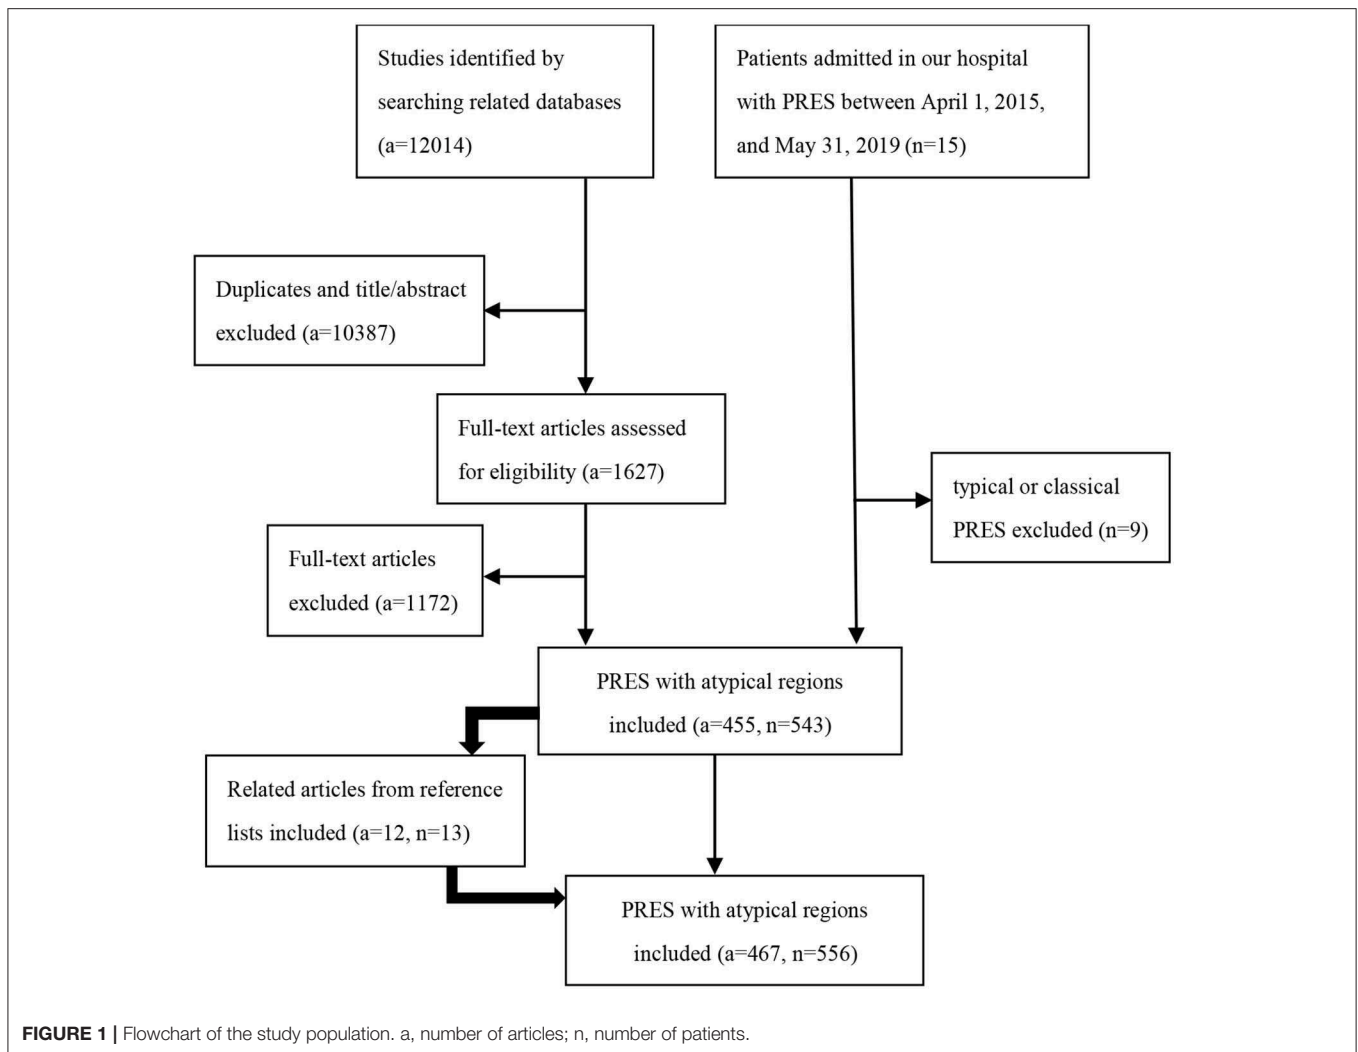 Studies identified by
searching related databases
(a=12014)
Patients admitted in our hospital
with PRES between April 1, 2015,
and May 31, 2019 (n=15)
Duplicates and title/abstract
excluded (a=10387)
Full-text articles assessed
for eligibility (a=1627)
typical or classical
PRES excluded (n=9)
Full-text articles
excluded (a=1172)
PRES with atypical regions
included (a=455, n=543)
Related articles from reference
lists included (a=12, n=13)
PRES with atypical regions
included (a=467, n=556)
FIGURE 1 | Flowchart of the study population. a, number of articles; n, number of patients.